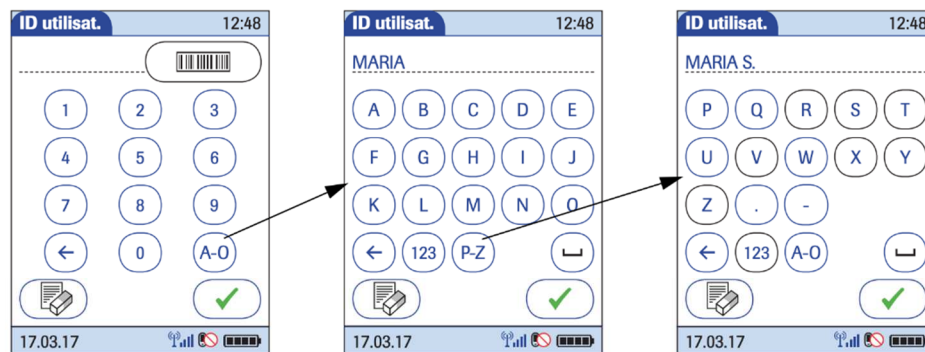 ID utilisat. 12:48
1 2 3
4 5 6
7 8 9
0 A-O
17.03.17
ID utilisat. 12:48
MARIA
A B C D E
F G H I J
K L M N O
123 P-Z
17.03.17
ID utilisat. 12:48
MARIA S.
P Q R S T
U V W X Y
Z . -
123 A-O
17.03.17